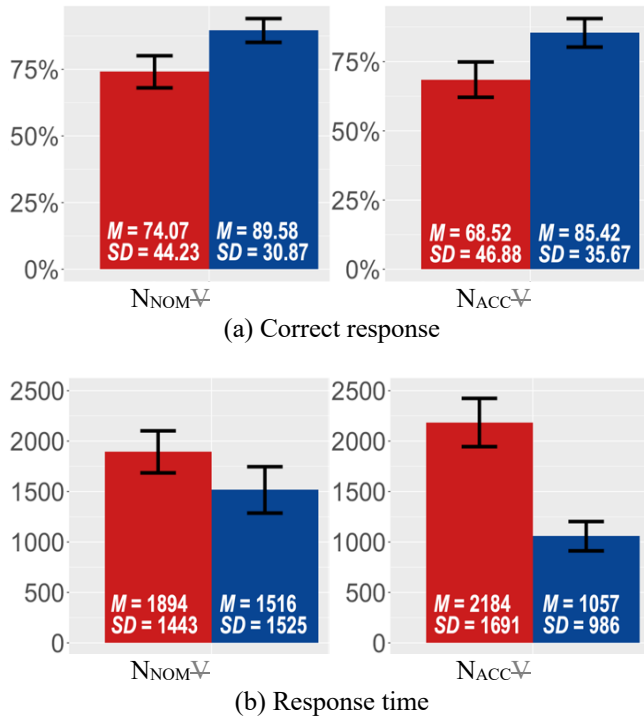 75%
50%
25%
0%
M = 74.07
SD = 44.23
M = 89.58
SD = 30.87
NNOMV
75%
50%
25%
0%
M = 68.52
SD = 46.88
M = 85.42
SD = 35.67
NACCV
(a) Correct response
2500
2000
1500
1000
500
0
M = 1894
SD = 1443
M = 1516
SD = 1525
NNOMV
2500
2000
1500
1000
500
0
M = 2184
SD = 1691
M = 1057
SD = 986
NACCV
(b) Response time